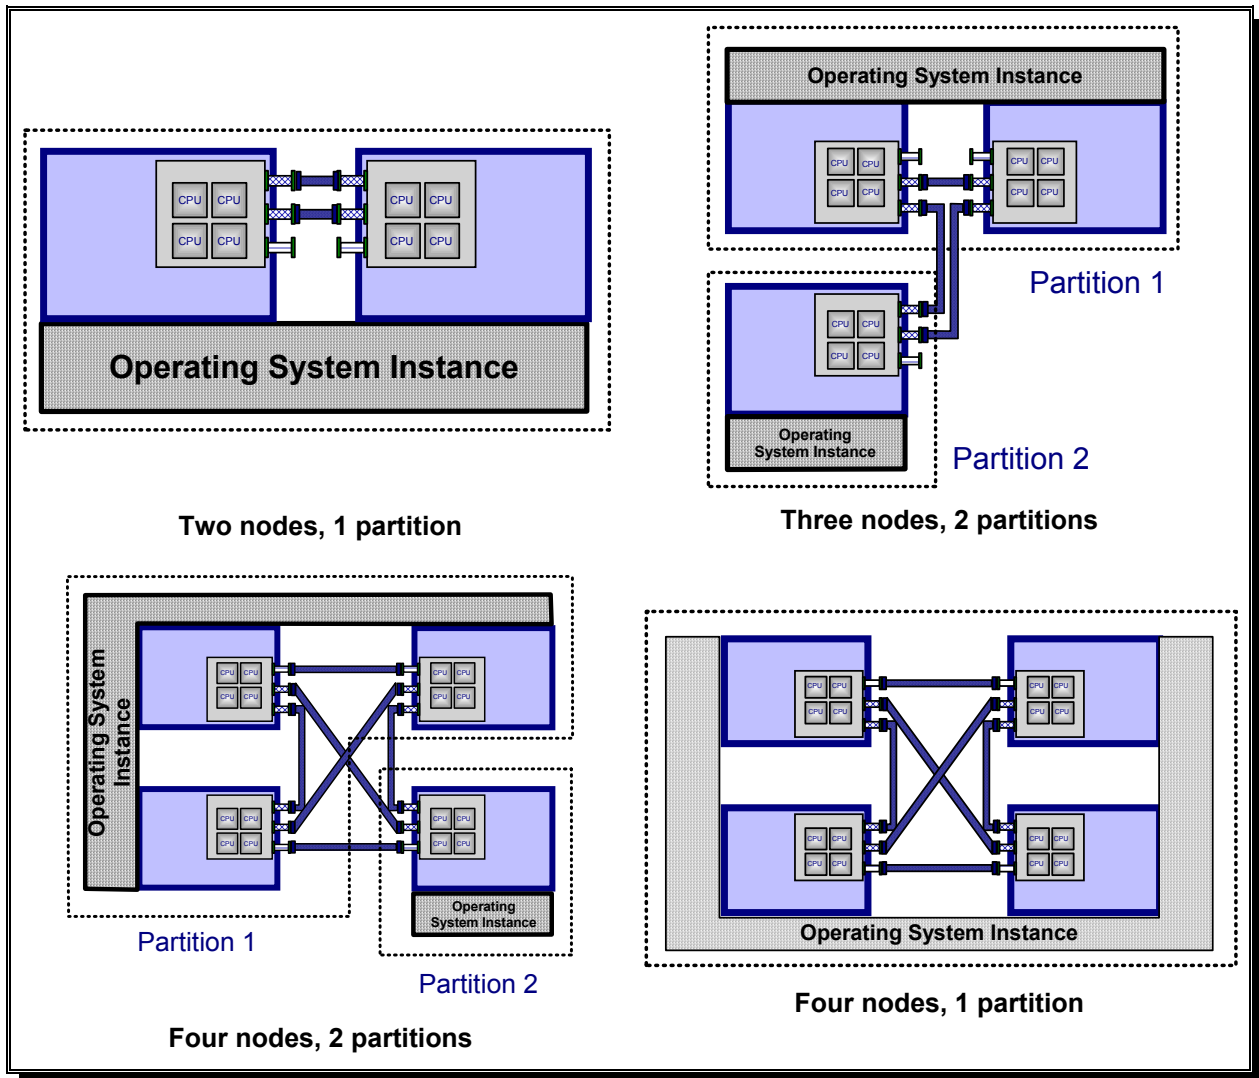 CPU CPU
CPU CPU
CPU CPU
CPU CPU
Operating System Instance
Two nodes, 1 partition
Operating System Instance
CPU CPU
CPU CPU
CPU CPU
CPU CPU
Partition 1
CPU CPU
CPU CPU
Operating
System Instance
Partition 2
Three nodes, 2 partitions
Operating System
Instance
CPU CPU
CPU CPU
CPU CPU
CPU CPU
CPU CPU
CPU CPU
CPU CPU
CPU CPU
Operating
System Instance
Partition 1
Partition 2
Four nodes, 2 partitions
CPU CPU
CPU CPU
CPU CPU
CPU CPU
CPU CPU
CPU CPU
CPU CPU
CPU CPU
Operating System Instance
Four nodes, 1 partition